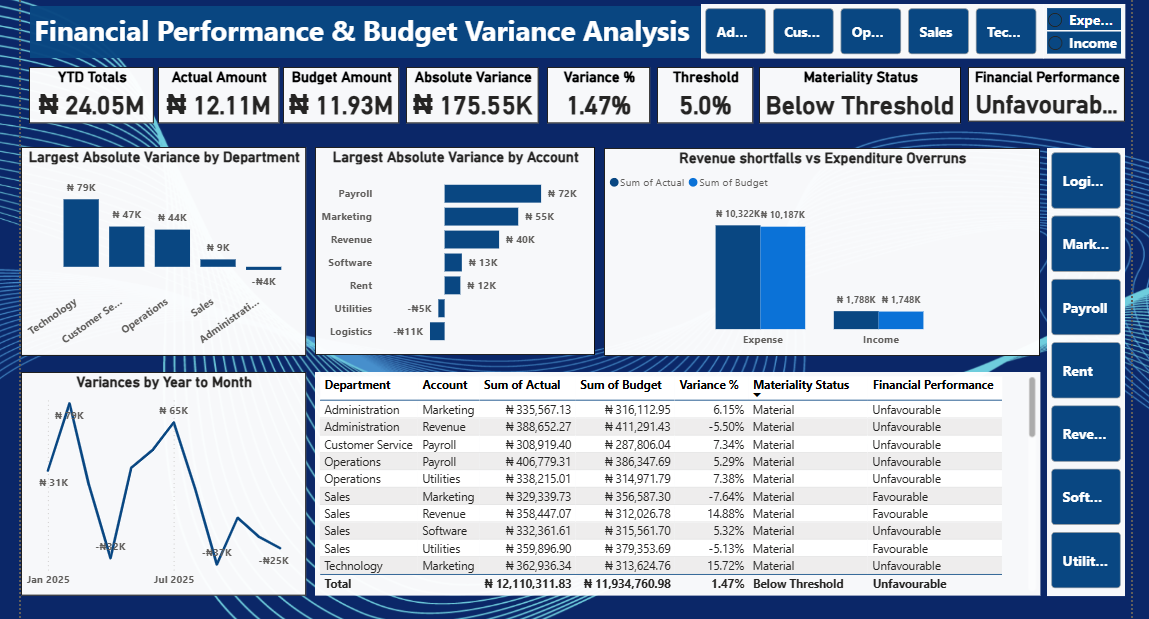 Financial Performance & Budget Variance Analysis
Ad...
Cus...
Op...
Sales
Tec...
Expe...
Income
YTD Totals
₦ 24.05M
Actual Amount
₦ 12.11M
Budget Amount
₦ 11.93M
Absolute Variance
₦ 175.55K
Variance %
1.47%
Threshold
5.0%
Materiality Status
Below Threshold
Financial Performance
Unfavourab...
Largest Absolute Variance by Department
₦ 79K
₦ 47K
₦ 44K
₦ 9K
-₦4K
Technology
Customer Se...
Operations
Sales
Administrati...
Largest Absolute Variance by Account
Payroll ₦ 72K
Marketing ₦ 55K
Revenue ₦ 40K
Software ₦ 13K
Rent ₦ 12K
Utilities -₦5K
Logistics -₦11K
Revenue shortfalls vs Expenditure Overruns
Sum of Actual Sum of Budget
₦ 10,322K ₦ 10,187K
₦ 1,788K ₦ 1,748K
Expense Income
Logi...
Mark...
Payroll
Rent
Reve...
Soft...
Utilit...
Variances by Year to Month
₦ 65K
₦ 31K
-₦25K
Jan 2025 Jul 2025
Department Account Sum of Actual Sum of Budget Variance % Materiality Status Financial Performance
Administration Marketing ₦ 335,567.13 ₦ 316,112.95 6.15% Material Unfavourable
Administration Revenue ₦ 388,652.27 ₦ 411,291.43 -5.50% Material Unfavourable
Customer Service Payroll ₦ 308,919.40 ₦ 287,806.04 7.34% Material Unfavourable
Operations Payroll ₦ 406,779.31 ₦ 386,347.69 5.29% Material Unfavourable
Operations Utilities ₦ 338,215.01 ₦ 314,971.79 7.38% Material Unfavourable
Sales Marketing ₦ 329,339.73 ₦ 356,587.30 -7.64% Material Favourable
Sales Revenue ₦ 358,447.07 ₦ 312,026.78 14.88% Material Favourable
Sales Software ₦ 332,361.61 ₦ 315,561.70 5.32% Material Unfavourable
Sales Utilities ₦ 359,896.90 ₦ 379,353.69 -5.13% Material Favourable
Technology Marketing ₦ 362,936.34 ₦ 313,624.76 15.72% Material Unfavourable
Total ₦ 12,110,311.83 ₦ 11,934,760.98 1.47% Below Threshold Unfavourable